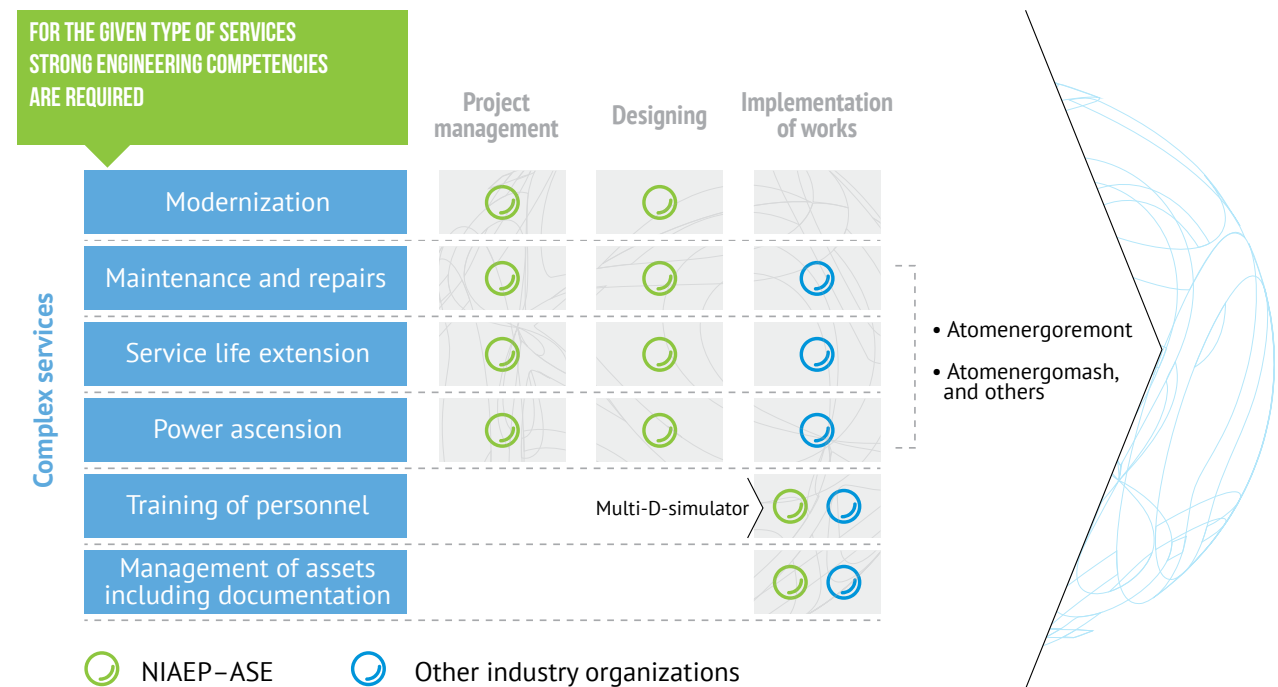 FOR THE GIVEN TYPE OF SERVICES
STRONG ENGINEERING COMPETENCIES
ARE REQUIRED
Project
management
Designing
Implementation
of works
Complex services
Modernization
Maintenance and repairs
Service life extension
Power ascension
Training of personnel
Management of assets
including documentation
Multi-D-simulator
• Atomenergoremont
• Atomenergomash,
and others
NIAEP–ASE
Other industry organizations